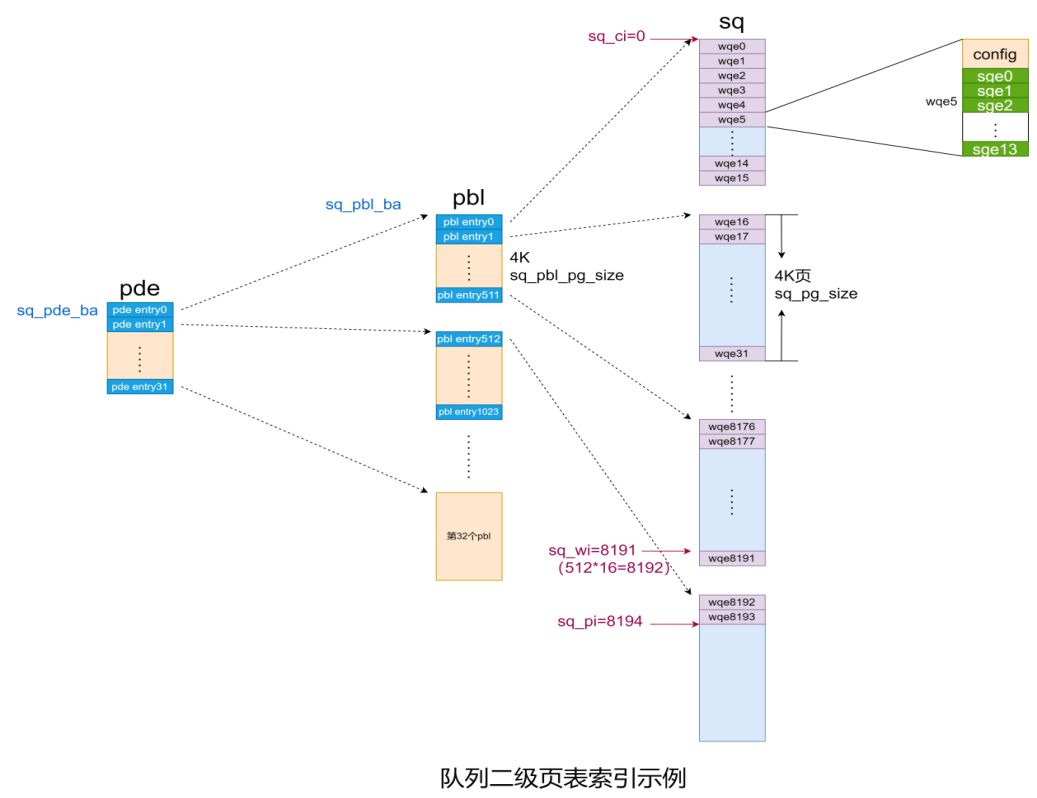 sq
sq_ci=0
wqe0
wqe1
wqe2
wqe3
wqe4
wqe5
wqe14
wqe15
config
sge0
sge1
sge2
sge13
wqe5
pbl
sq_pbl_ba
pbl entry0
pbl entry1
pbl entry511
4K
sq_pbl_pg_size
wqe16
wqe17
wqe31
4K页
sq_pg_size
pde
sq_pde_ba
pde entry0
pde entry1
pde entry31
pbl entry512
pbl entry1023
第32个pbl
wqe8176
wqe8177
wqe8191
sq_wi=8191
（512*16=8192）
wqe8192
wqe8193
sq_pi=8194
队列二级页表索引示例